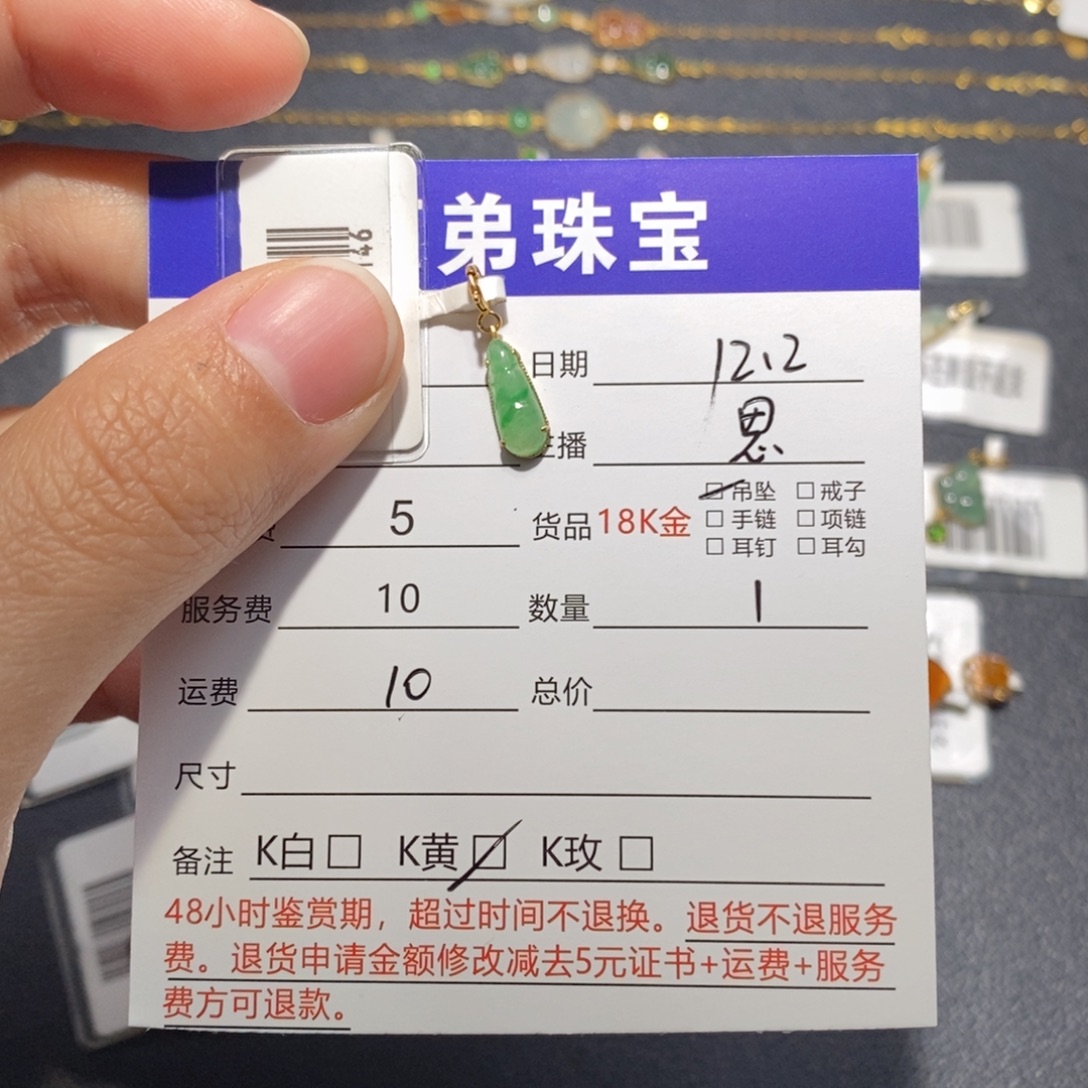 弟珠宝
日期 12.2
主播 恩
费 5 货品 18K金 吊坠 戒子
手链 项链
耳钉 耳勾
服务费 10 数量 1
运费 10 总价
尺寸
备注 K白 K黄 K玫
48小时鉴赏期，超过时间不退换。退货不退服务
费。退货申请金额修改减去5元证书+运费+服务
费方可退款。